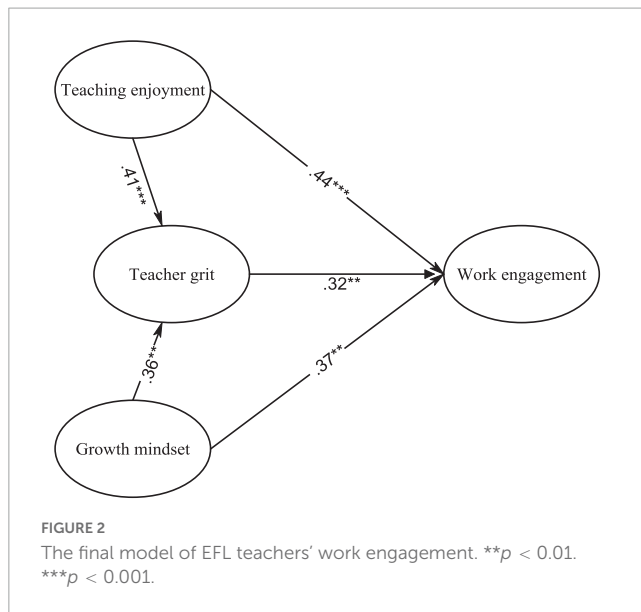 Teaching enjoyment
.41***
.44***
Teacher grit
.32**
Work engagement
.36**
.37**
Growth mindset
FIGURE 2
The final model of EFL teachers’ work engagement. **p < 0.01.
***p < 0.001.